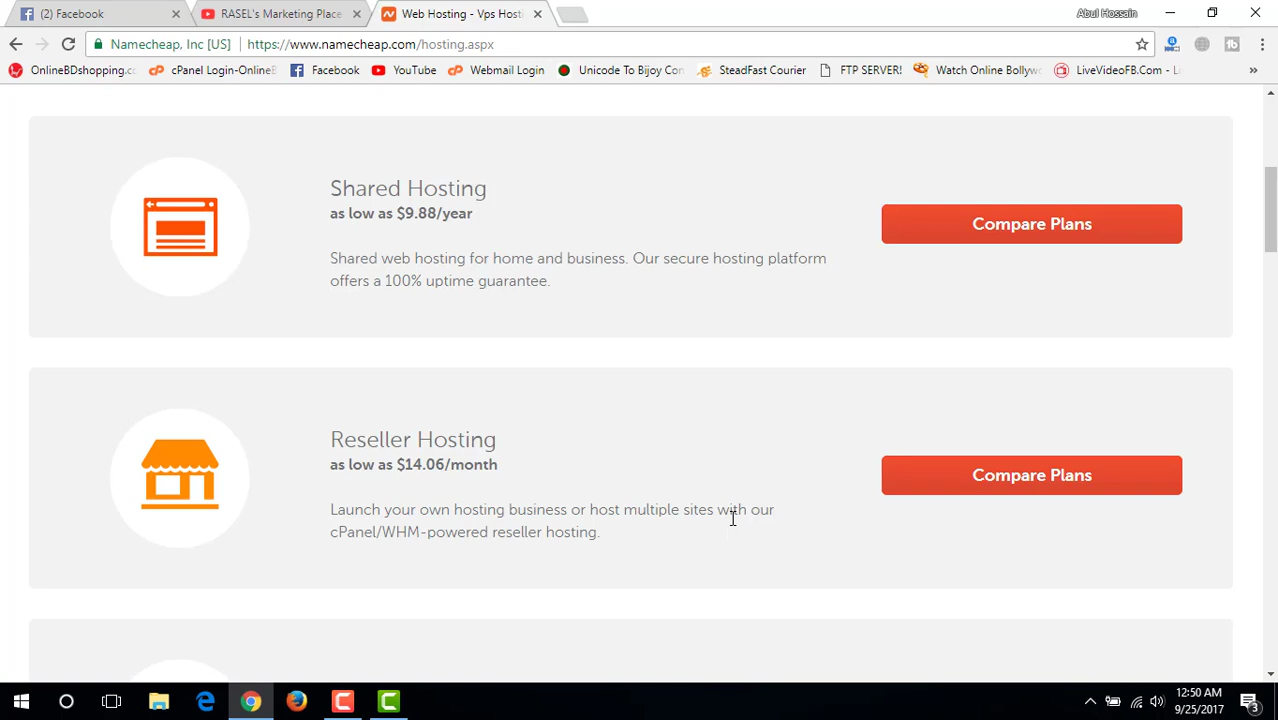 (2) Facebook
RASEL's Marketing Place
Web Hosting - Vps Hosti
Abul Hossain
Namecheap, Inc [US]
https://www.namecheap.com/hosting.aspx
OnlineBDshopping.cc
cPanel Login-OnlineB
Facebook
YouTube
Webmail Login
Unicode To Bijoy Con
SteadFast Courier
FTP SERVER!
Watch Online Bollyw
LiveVideoFB.Com - Li
Shared Hosting
as low as $9.88/year
Shared web hosting for home and business. Our secure hosting platform
offers a 100% uptime guarantee.
Compare Plans
Reseller Hosting
as low as $14.06/month
Launch your own hosting business or host multiple sites with our
cPanel/WHM-powered reseller hosting.
Compare Plans
12:50 AM
9/25/2017
3